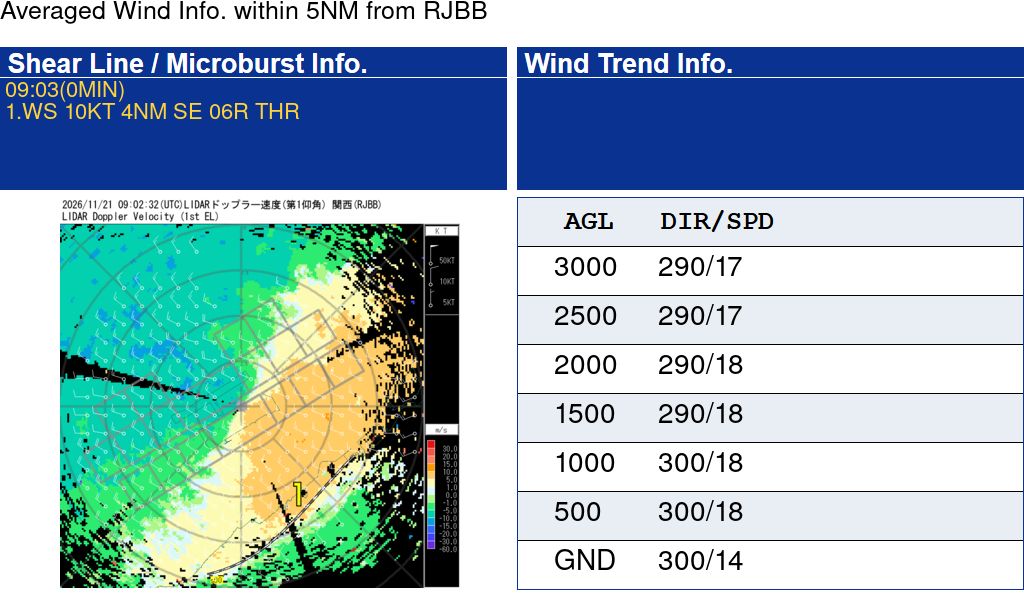 Averaged Wind Info. within 5NM from RJBB
Shear Line / Microburst Info.
09:03(0MIN)
1.WS 10KT 4NM SE 06R THR
Wind Trend Info.
2026/11/21 09:02:32(UTC)LIDARドップラー速度(第1仰角) 関西(RJBB)
LIDAR Doppler Velocity (1st EL)
KT
50KT
10KT
5KT
m/s
30.0
20.0
15.0
10.0
5.0
1.0
0.0
-1.0
-5.0
-10.0
-15.0
-20.0
-30.0
-60.0
1
AGL DIR/SPD
3000 290/17
2500 290/17
2000 290/18
1500 290/18
1000 300/18
500 300/18
GND 300/14